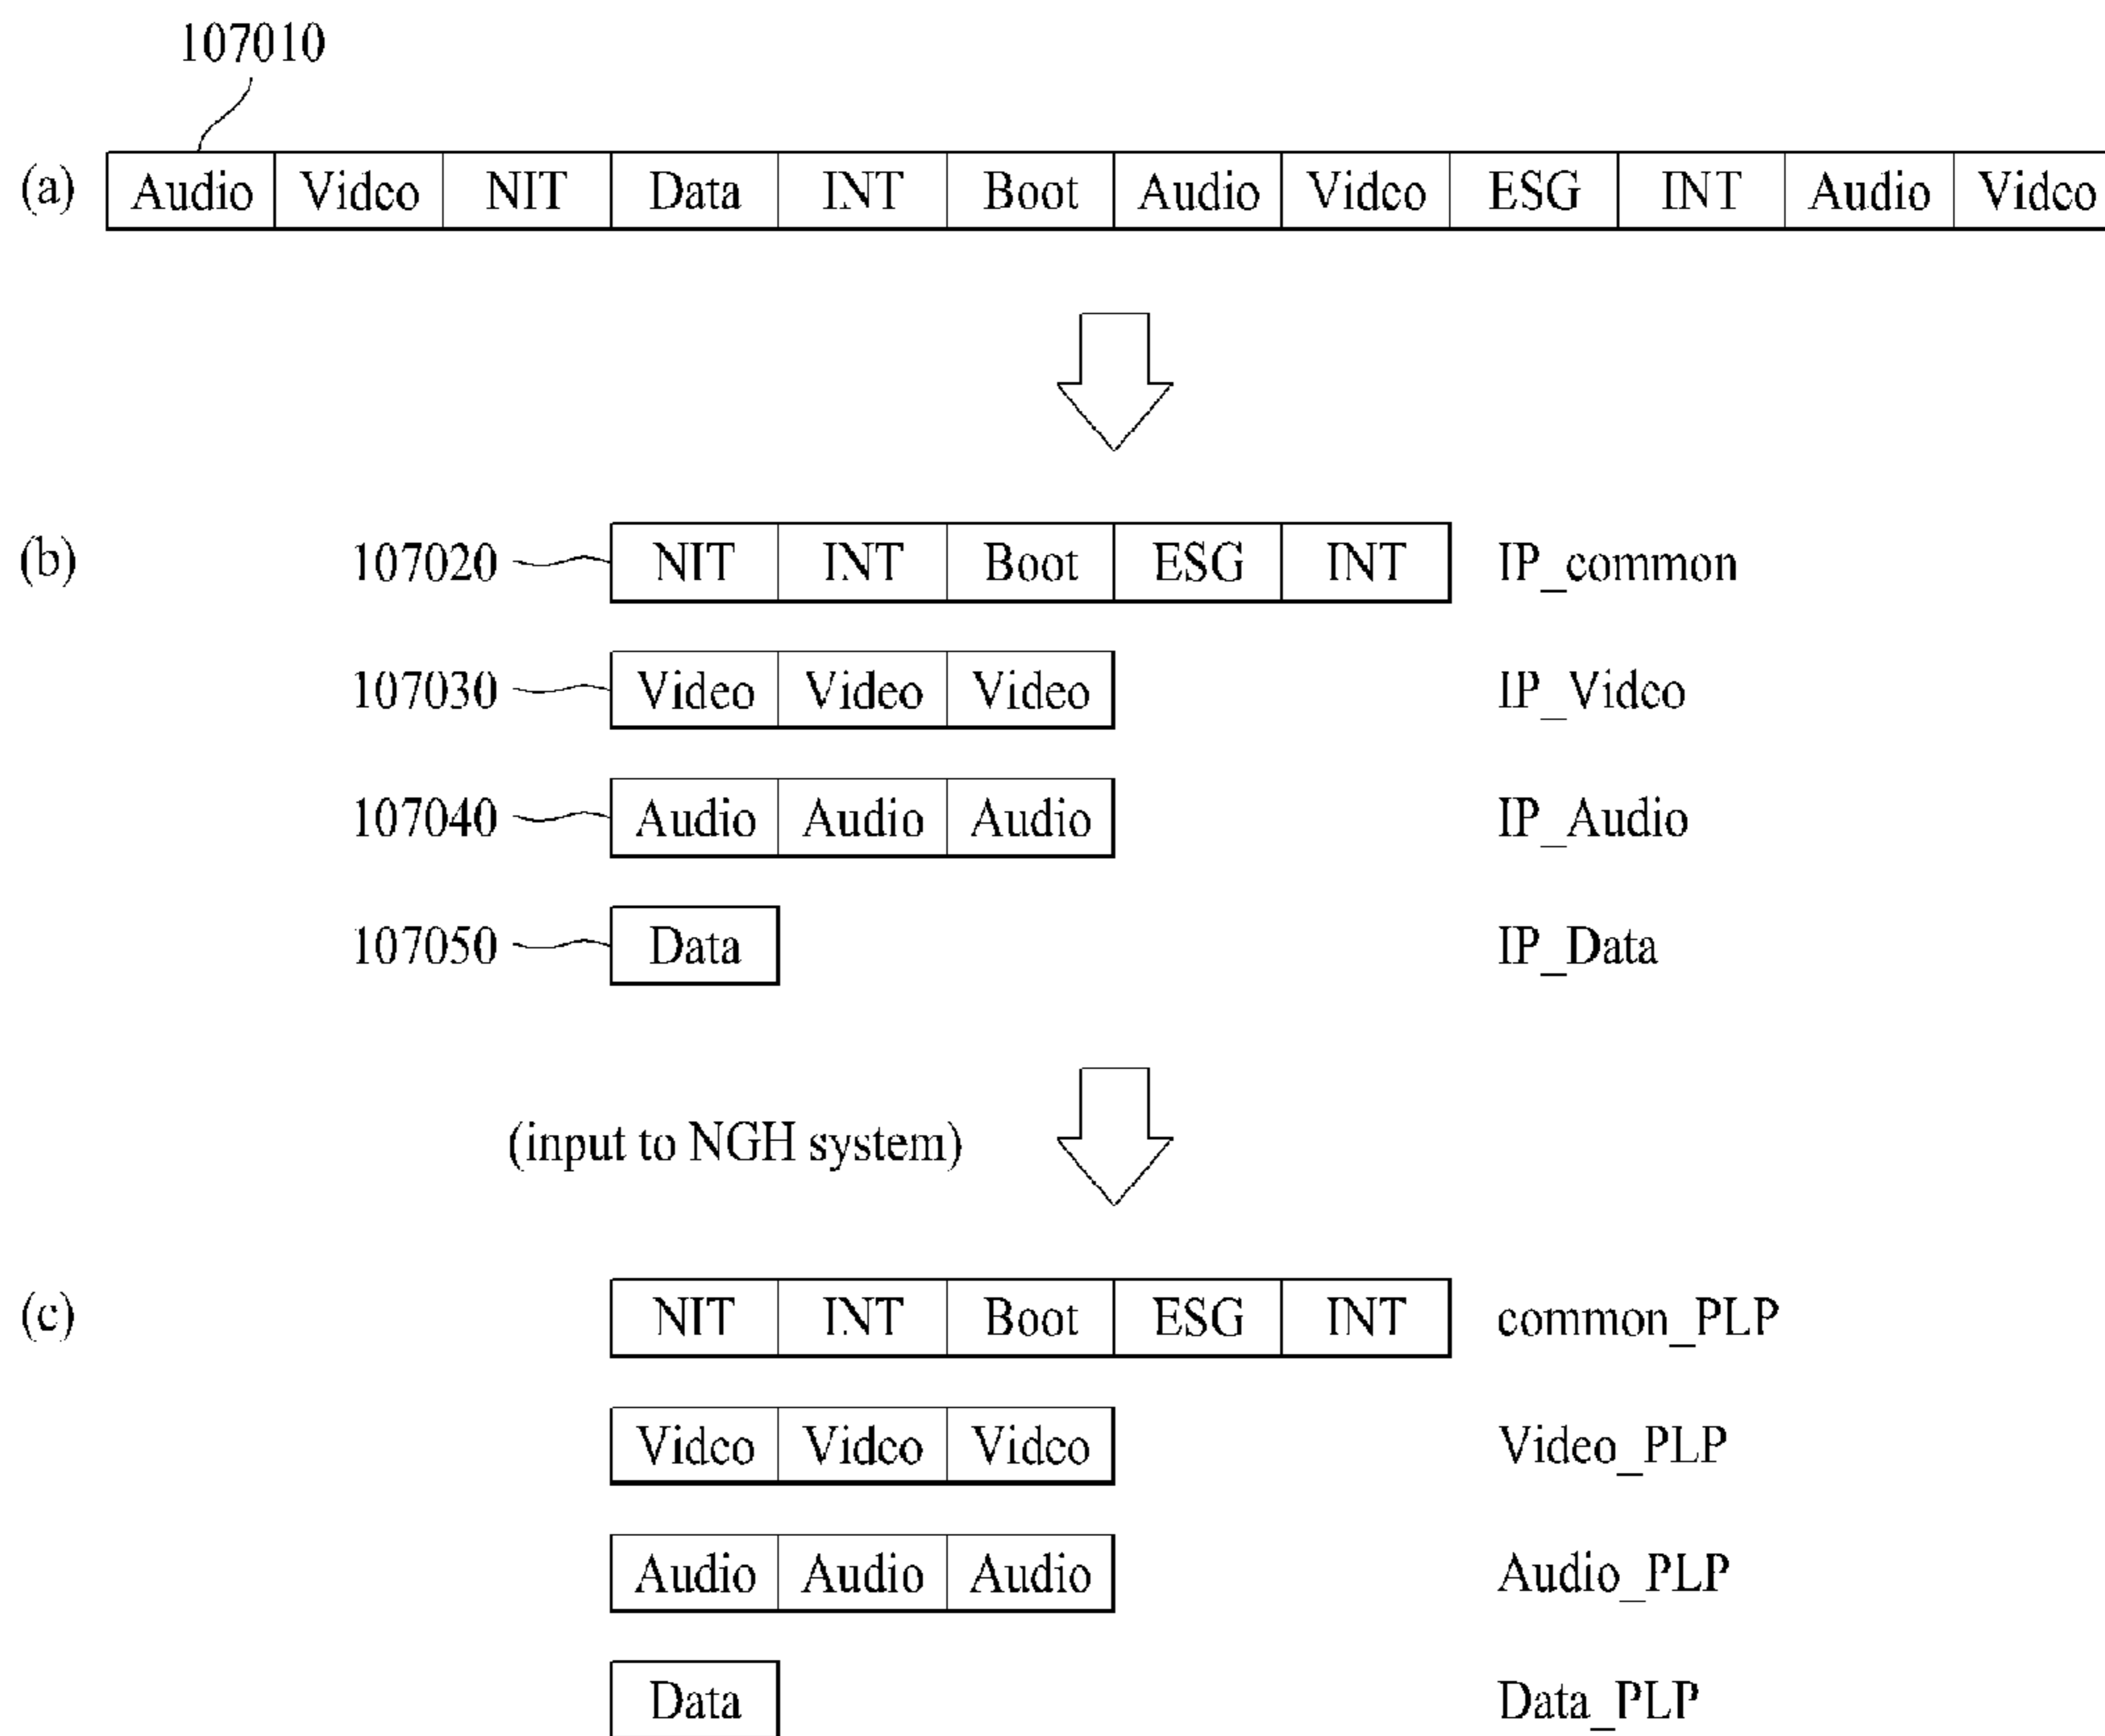 107010
(a) Audio Video NIT Data INT Boot Audio Video ESG INT Audio Video
(b) 107020 NIT INT Boot ESG INT IP_common
107030 Video Video Video IP_Video
107040 Audio Audio Audio IP_Audio
107050 Data IP_Data
(input to NGH system)
(c) NIT INT Boot ESG INT common_PLP
Video Video Video Video_PLP
Audio Audio Audio Audio_PLP
Data Data_PLP